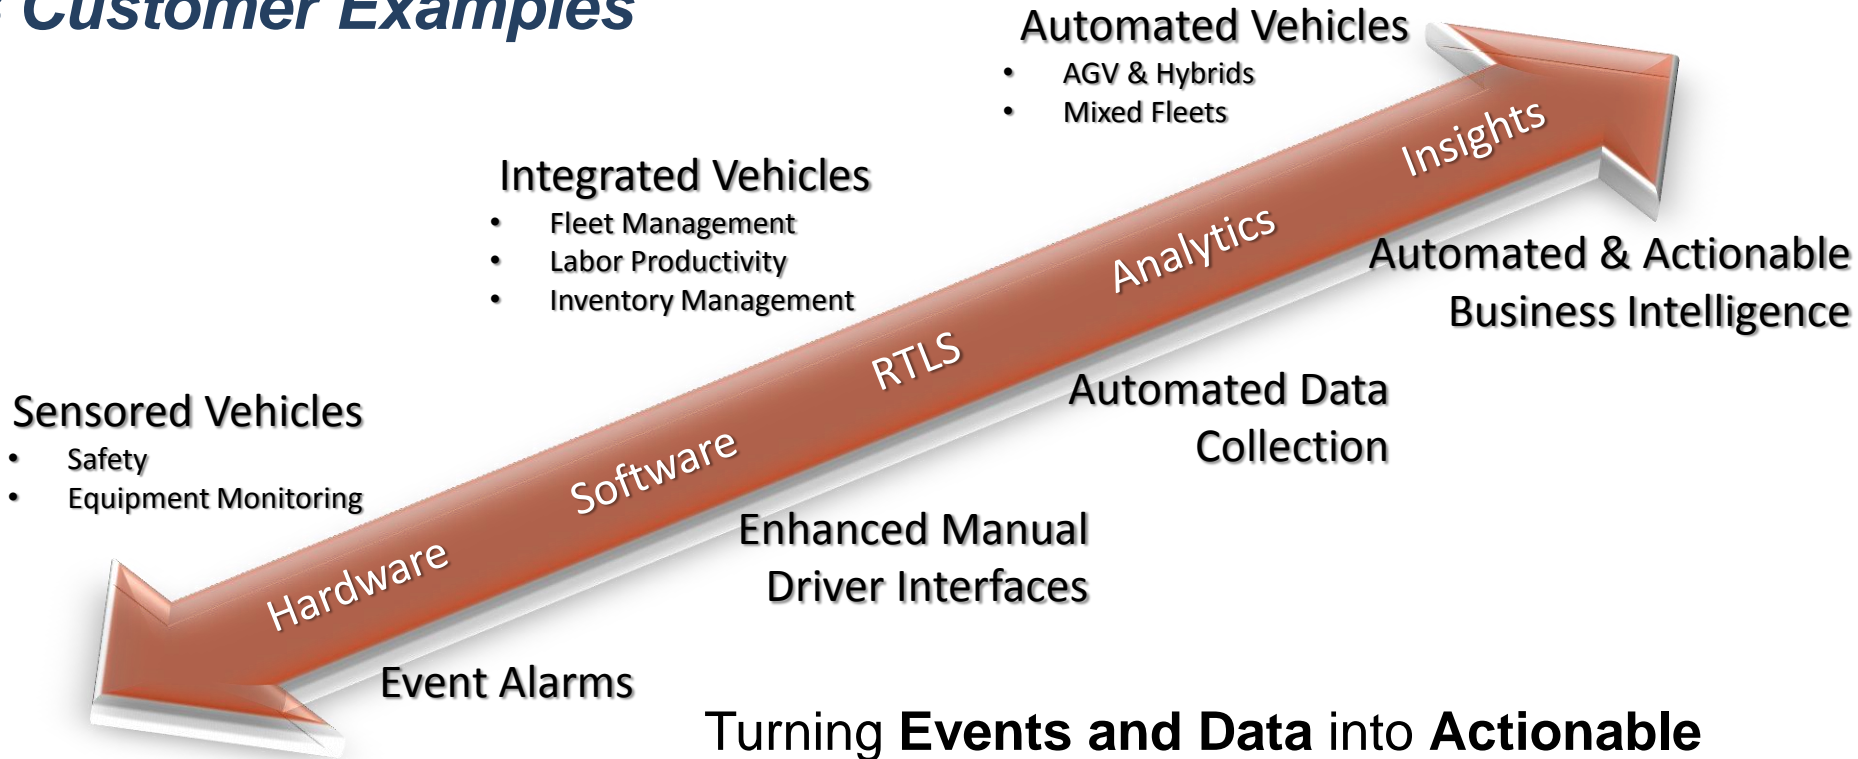 Customer Examples
Automated Vehicles
• AGV & Hybrids
• Mixed Fleets
Integrated Vehicles
• Fleet Management
• Labor Productivity
• Inventory Management
Sensored Vehicles
• Safety
• Equipment Monitoring
Hardware
Software
RTLS
Analytics
Insights
Automated & Actionable
Business Intelligence
Automated Data
Collection
Enhanced Manual
Driver Interfaces
Event Alarms
Turning Events and Data into Actionable